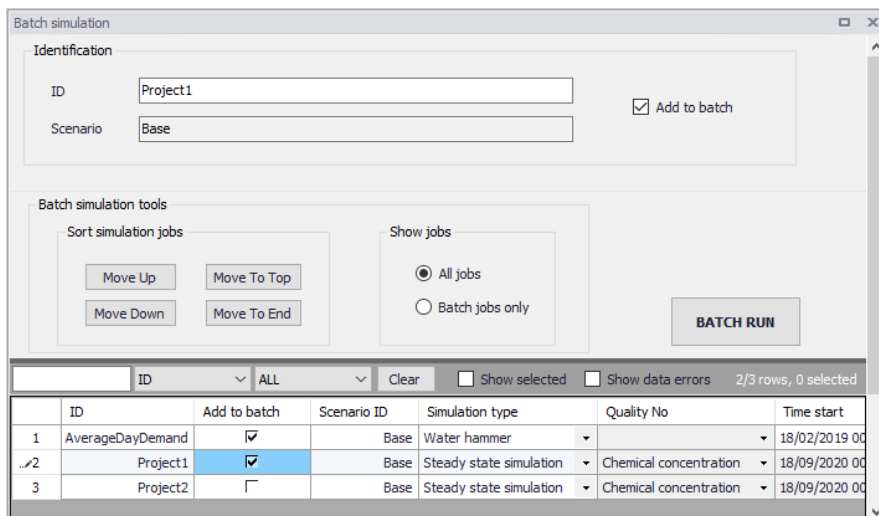 Batch simulation
Identification
ID Project1
Add to batch
Scenario Base
Batch simulation tools
Sort simulation jobs
Move Up Move To Top
Move Down Move To End
Show jobs
All jobs
Batch jobs only
BATCH RUN
ID ALL Clear Show selected Show data errors 2/3 rows, 0 selected
ID Add to batch Scenario ID Simulation type Quality No Time start
1 AverageDayDemand Base Water hammer 18/02/2019 00
2 Project1 Base Steady state simulation Chemical concentration 18/09/2020 00
3 Project2 Base Steady state simulation Chemical concentration 18/09/2020 00